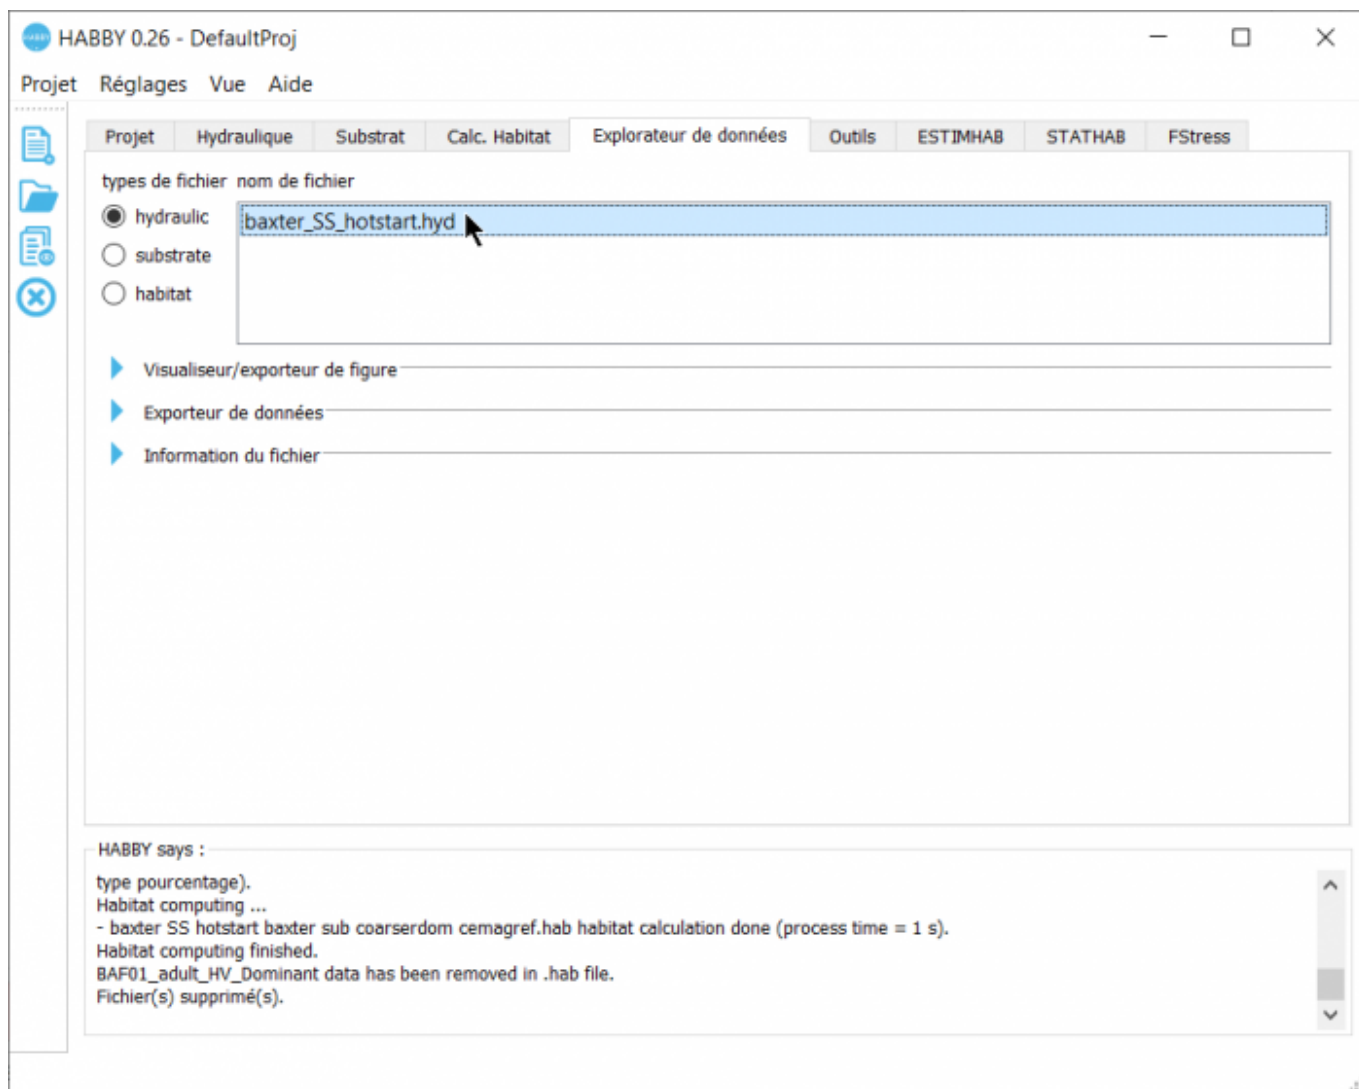 HABBY 0.26 - DefaultProj
Projet Réglages Vue Aide
Projet Hydraulique Substrat Calc. Habitat Explorateur de données Outils ESTIMHAB STATHAB FStress
types de fichier nom de fichier
hydraulic baxter_SS_hotstart.hyd
substrate
habitat
Visualiseur/exporteur de figure
Exporteur de données
Information du fichier
HABBY says :
type pourcentage).
Habitat computing ...
- baxter SS hotstart baxter sub coarserdom cemagref.hab habitat calculation done (process time = 1 s).
Habitat computing finished.
BAF01_adult_HV_Dominant data has been removed in .hab file.
Fichier(s) supprimé(s).